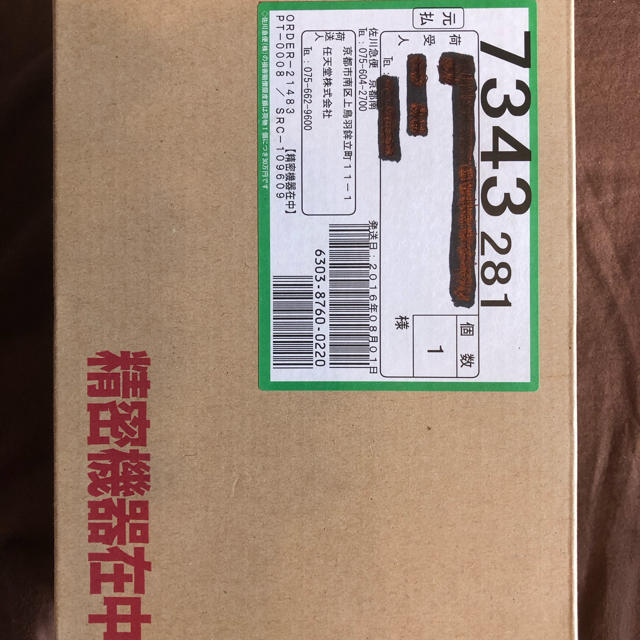 元払
7343 281
荷受人
様
個数
1
佐川急便 京都南
Tel:075-604-2700
発送日:2016年08月01日
荷送人
京都市南区上鳥羽鉾立町11-1
任天堂株式会社
Tel:075-662-9600
6303-8760-0220
【精密機器在中】
ORDER-21483
PT-0001/SRC-109609
精密機器在中